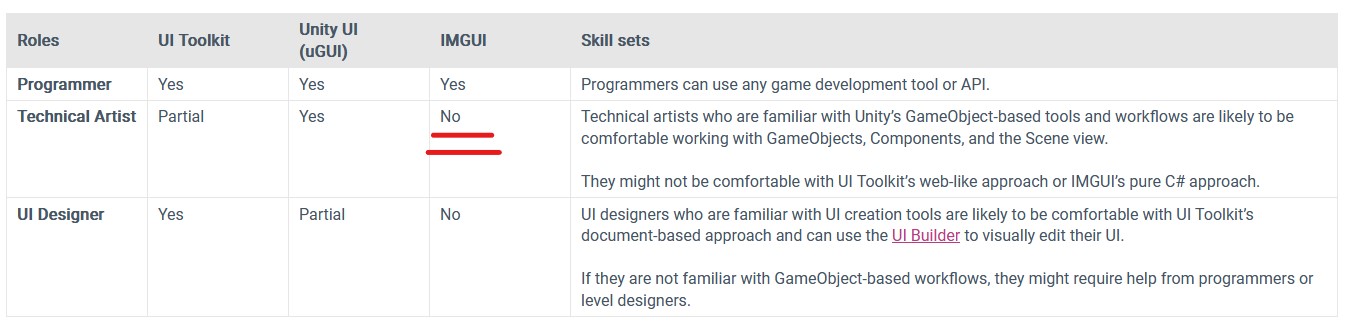 Roles UI Toolkit Unity UI (uGUI) IMGUI Skill sets
Programmer Yes Yes Yes Programmers can use any game development tool or API.
Technical Artist Partial Yes No Technical artists who are familiar with Unity's GameObject-based tools and workflows are likely to be
comfortable working with GameObjects, Components, and the Scene view.
They might not be comfortable with UI Toolkit's web-like approach or IMGUI's pure C# approach.
UI Designer Yes Partial No UI designers who are familiar with UI creation tools are likely to be comfortable with UI Toolkit's
document-based approach and can use the UI Builder to visually edit their UI.
If they are not familiar with GameObject-based workflows, they might require help from programmers or
level designers.